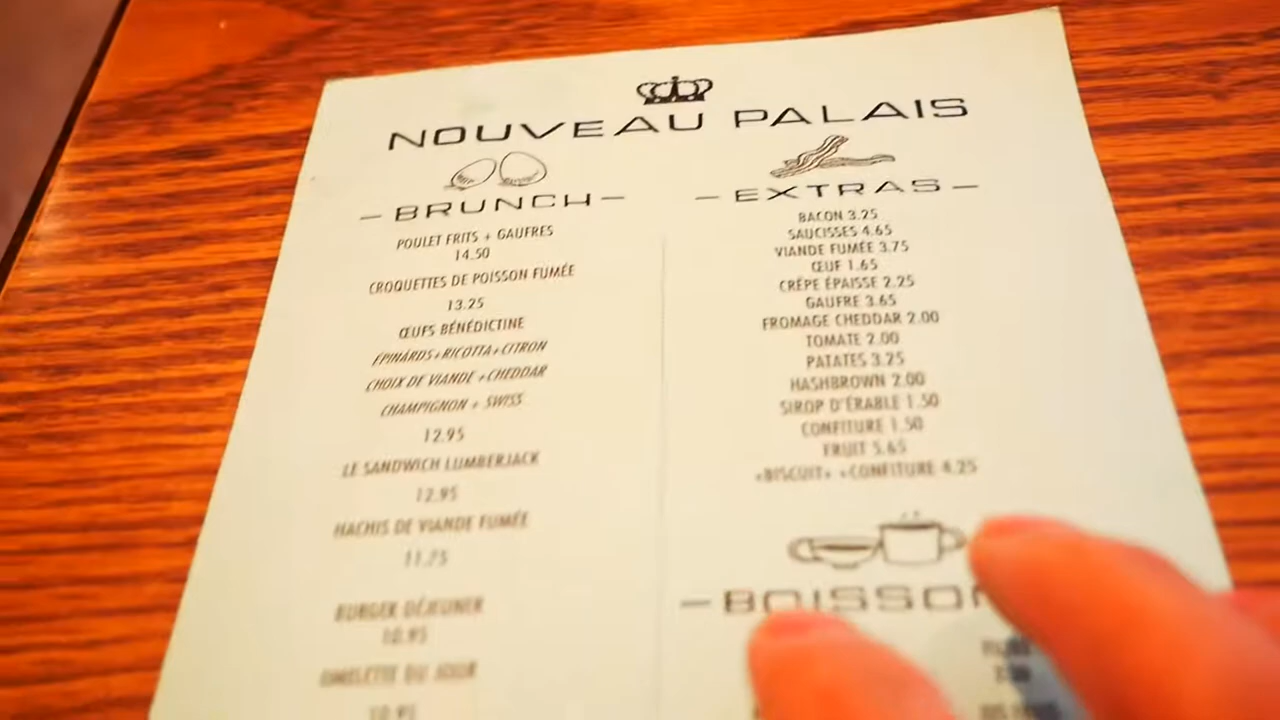 NOUVEAU PALAIS
-BRUNCH-
POULET FRITS + GAUFRES
14.50
CROQUETTES DE POISSON FUMÉE
13.25
ŒUFS BÉNÉDICTINE
ÉPINARDS+RICOTTA+CITRON
CHOIX DE VIANDE +CHEDDAR
CHAMPIGNON + SWISS
12.95
LE SANDWICH LUMBERJACK
12.95
HACHIS DE VIANDE FUMÉE
11.75
BURGER DÉJEUNER
10.95
OMELETTE DU JOUR
10.95
-EXTRAS-
BACON 3.25
SAUCISSES 4.65
VIANDE FUMÉE 3.75
ŒUF 1.65
CRÊPE ÉPAISSE 2.25
GAUFRE 3.65
FROMAGE CHEDDAR 2.00
TOMATE 2.00
PATATES 3.25
HASHBROWN 2.00
SIROP D'ÉRABLE 1.50
CONFITURE 1.50
FRUIT 5.65
«BISCUIT» +CONFITURE 4.25
-BOISSON